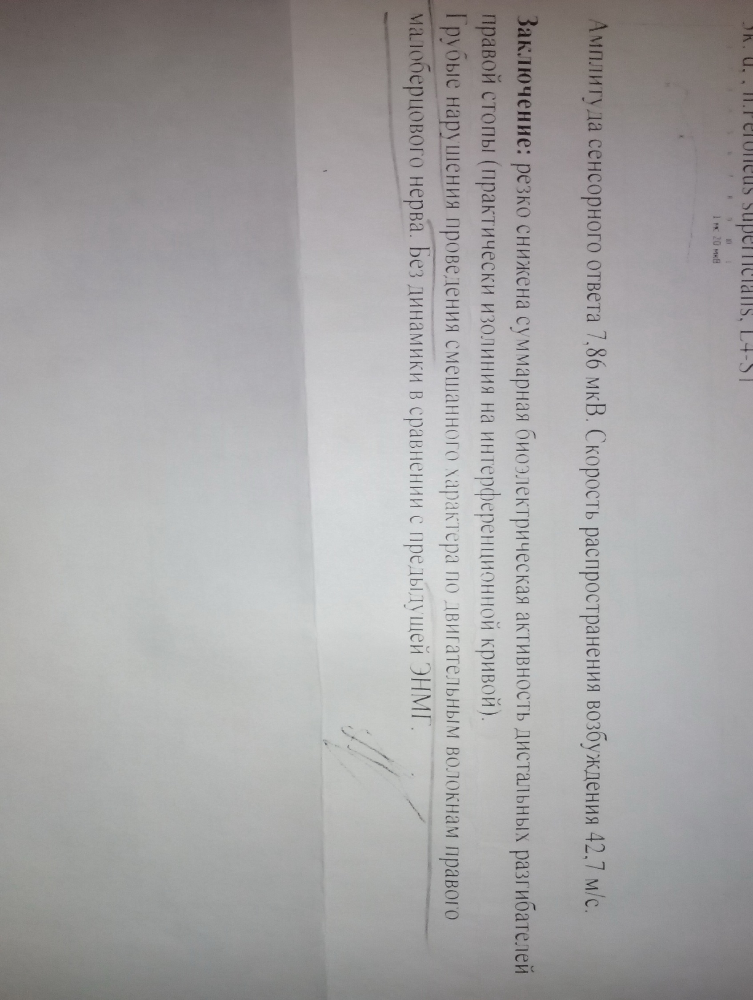 n.Peroneus superficialis, L4-S1
1 мс 20 мкВ
Амплитуда сенсорного ответа 7,86 мкВ. Скорость распространения возбуждения 42,7 м/с.
Заключение: резко снижена суммарная биоэлектрическая активность дистальных разгибателей
правой стопы (практически изолиния на интерференционной кривой).
Грубые нарушения проведения смешанного характера по двигательным волокнам правого
малоберцового нерва. Без динамики в сравнении с предыдущей ЭНМГ.